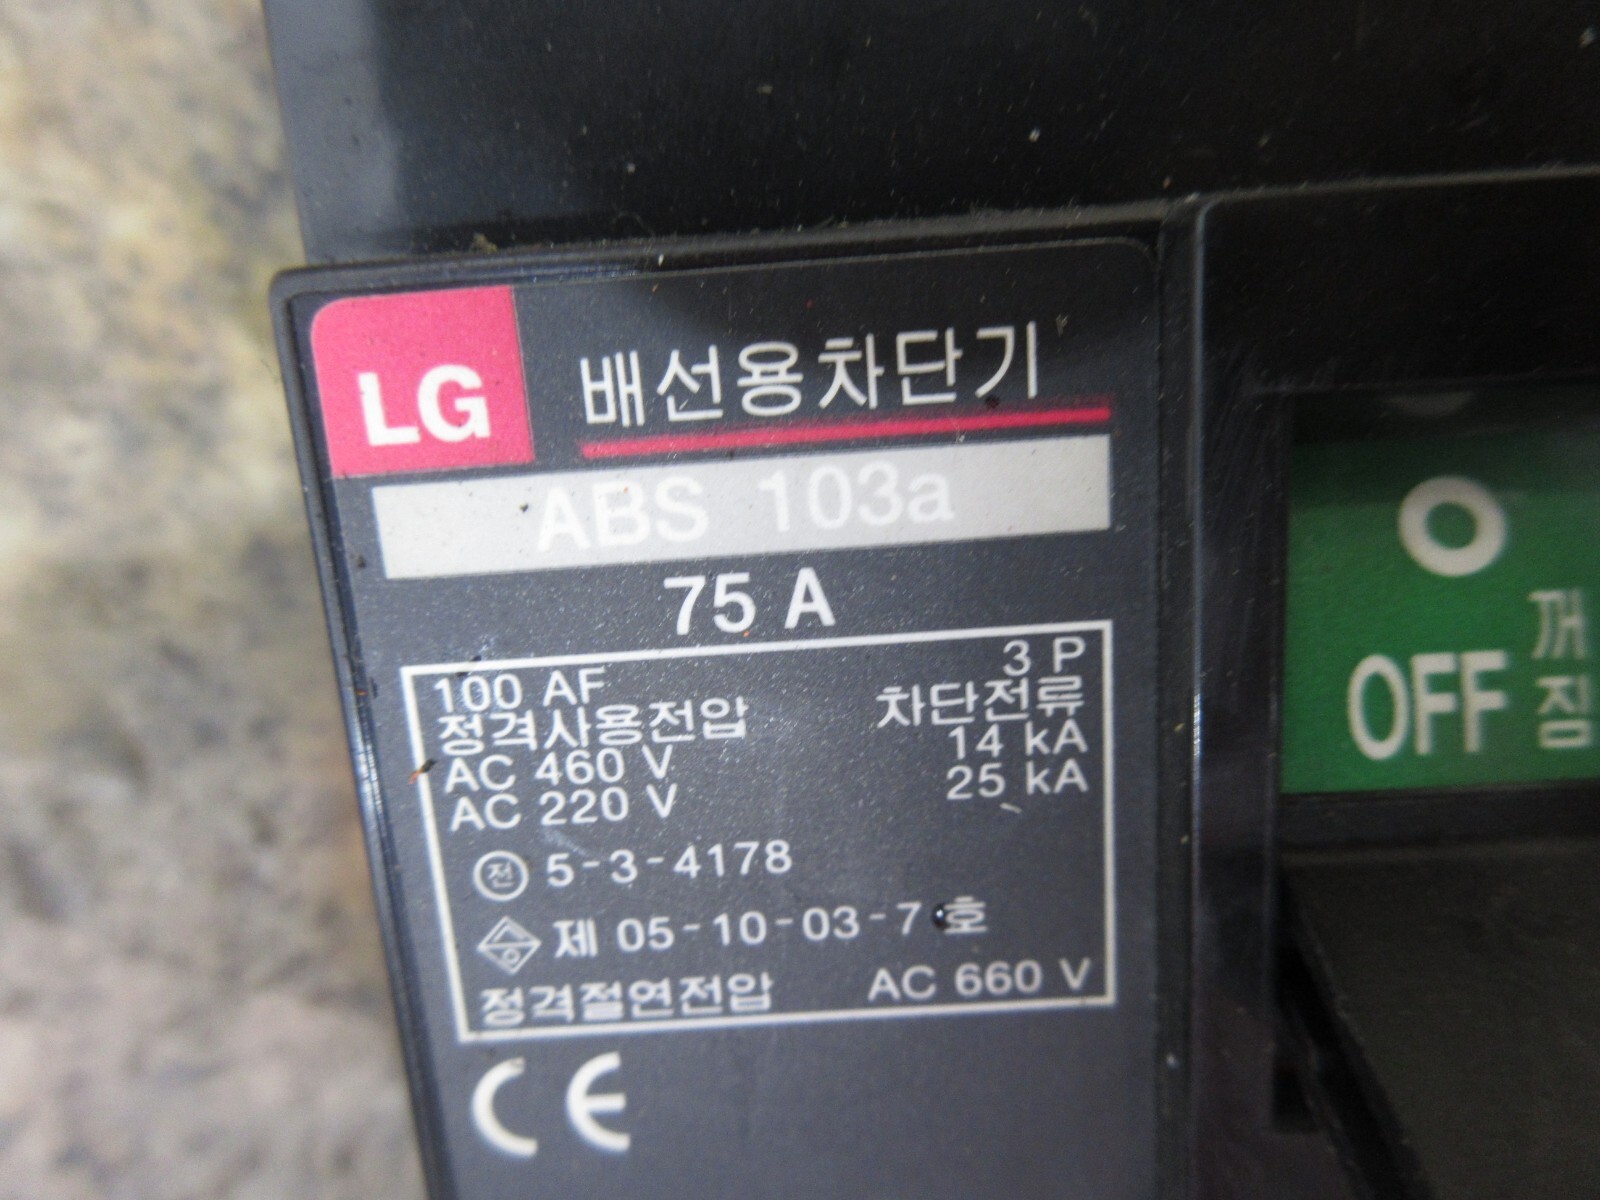 LG
배선용차단기
ABS 103a
75 A
100 AF 3 P
정격사용전압 차단전류
AC 460 V 14 kA
AC 220 V 25 kA
전 5-3-4178
제 05-10-03-7 호
정격절연전압 AC 660 V
CE
O
OFF 꺼짐